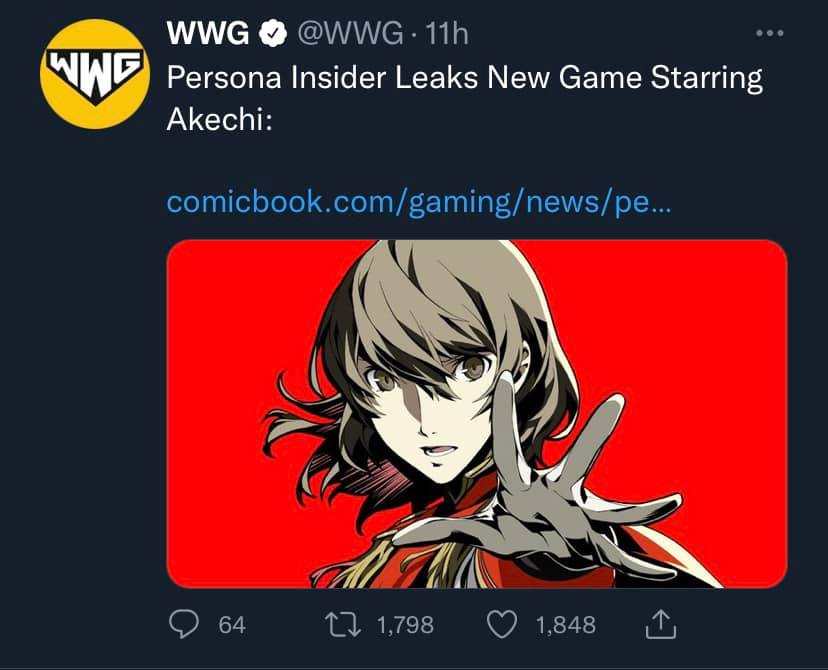 WWG @WWG · 11h
WWG
Persona Insider Leaks New Game Starring
Akechi:
comicbook.com/gaming/news/pe...
64 1,798 1,848